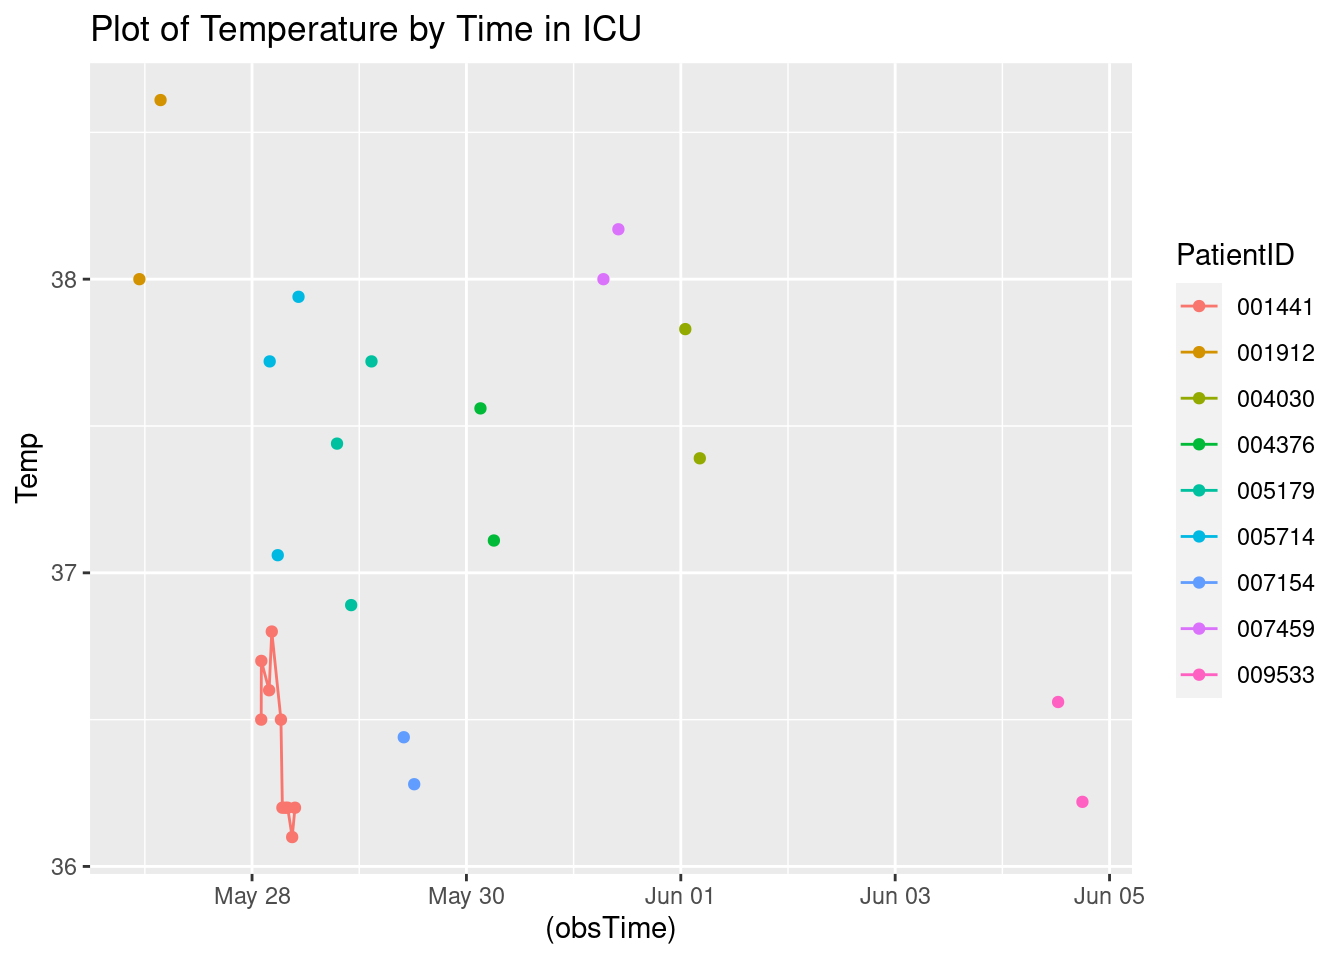 Plot of Temperature by Time in ICU
38
37
36
Temp
May 28
May 30
Jun 01
Jun 03
Jun 05
(obsTime)
PatientID
001441
001912
004030
004376
005179
005714
007154
007459
009533